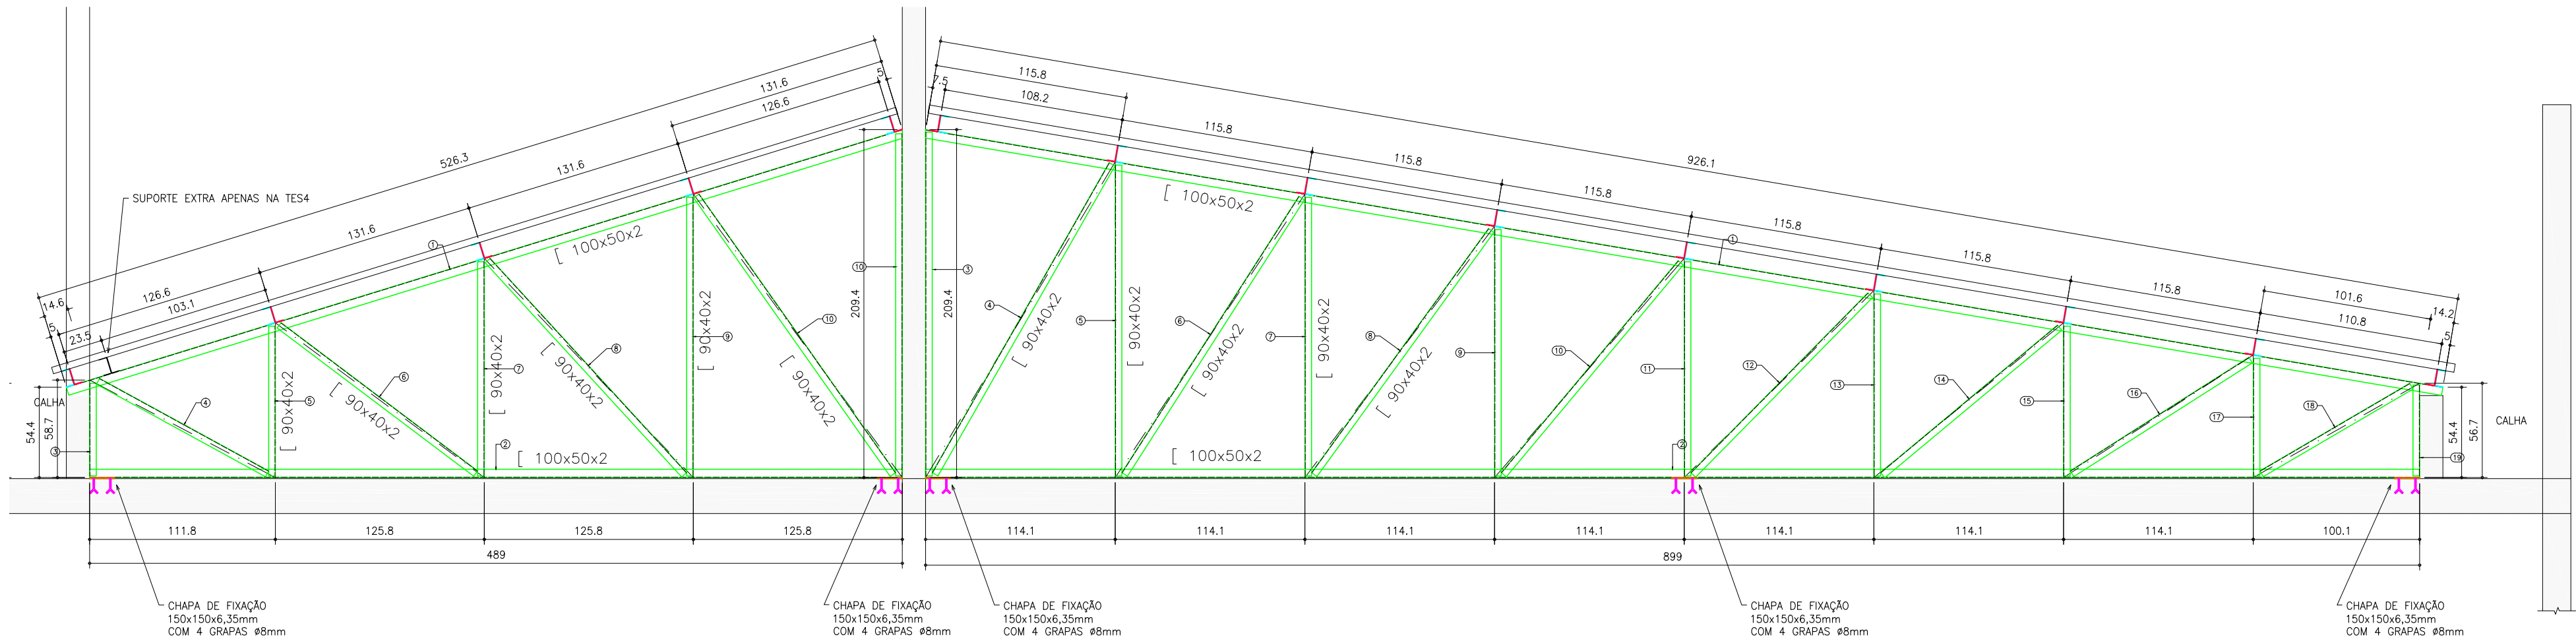 SUPORTE EXTRA APENAS NA TES4
526.3
131.6
131.6
131.6
126.6
5
126.6
103.1
14.6
5
23.5
CALHA
54.4
58.7
209.4
1
2
3
4
5
6
7
8
9
10
10
[ 100x50x2
[ 100x50x2
[ 90x40x2
[ 90x40x2
[ 90x40x2
[ 90x40x2
[ 90x40x2
[ 90x40x2
111.8
125.8
125.8
125.8
489
926.1
115.8
7.5
108.2
115.8
115.8
115.8
115.8
115.8
115.8
101.6
110.8
14.2
5
209.4
1
2
3
4
5
6
7
8
9
10
11
12
13
14
15
16
17
18
19
[ 100x50x2
[ 100x50x2
[ 90x40x2
[ 90x40x2
[ 90x40x2
[ 90x40x2
[ 90x40x2
54.4
56.7
CALHA
114.1
114.1
114.1
114.1
114.1
114.1
114.1
100.1
899
CHAPA DE FIXAÇÃO
150x150x6,35mm
COM 4 GRAPAS Ø8mm
CHAPA DE FIXAÇÃO
150x150x6,35mm
COM 4 GRAPAS Ø8mm
CHAPA DE FIXAÇÃO
150x150x6,35mm
COM 4 GRAPAS Ø8mm
CHAPA DE FIXAÇÃO
150x150x6,35mm
COM 4 GRAPAS Ø8mm
CHAPA DE FIXAÇÃO
150x150x6,35mm
COM 4 GRAPAS Ø8mm